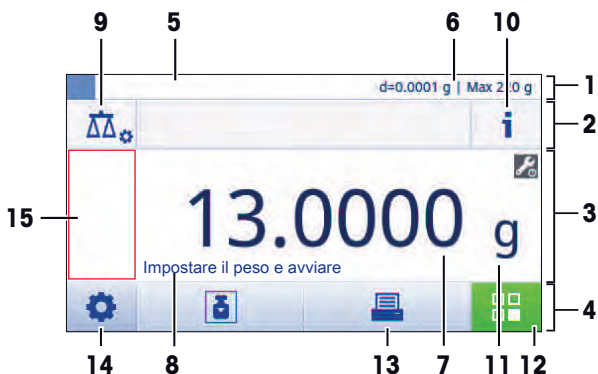 9 5 6 10
d=0.0001 g | Max 220 g
1
i
2
15
13.0000 g
3
Impostare il peso e avviare
4
14 8 13 7 11 12